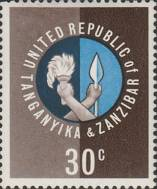 UNITED REPUBLIC of
TANGANYIKA & ZANZIBAR
30C